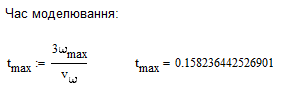 Час моделювання:
t_max := 3ω_max / v_ω t_max = 0.158236442526901